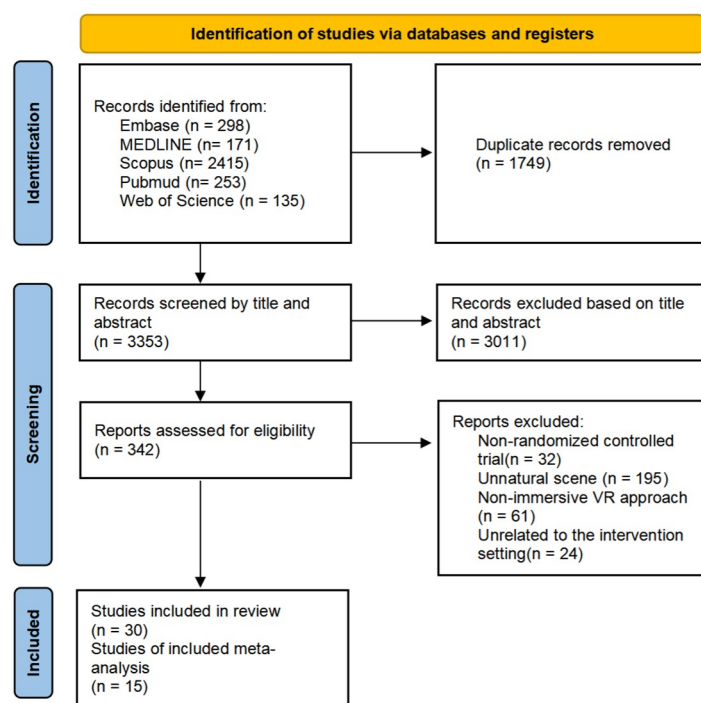 Identification of studies via databases and registers
Identification
Records identified from:
Embase (n = 298)
MEDLINE (n= 171)
Scopus (n= 2415)
Pubmud (n= 253)
Web of Science (n = 135)
Duplicate records removed
(n = 1749)
Screening
Records screened by title and
abstract
(n = 3353)
Records excluded based on title
and abstract
(n = 3011)
Reports assessed for eligibility
(n = 342)
Reports excluded:
Non-randomized controlled
trial(n = 32)
Unnatural scene (n = 195)
Non-immersive VR approach
(n = 61)
Unrelated to the intervention
setting(n = 24)
Included
Studies included in review
(n = 30)
Studies of included meta-
analysis
(n = 15)